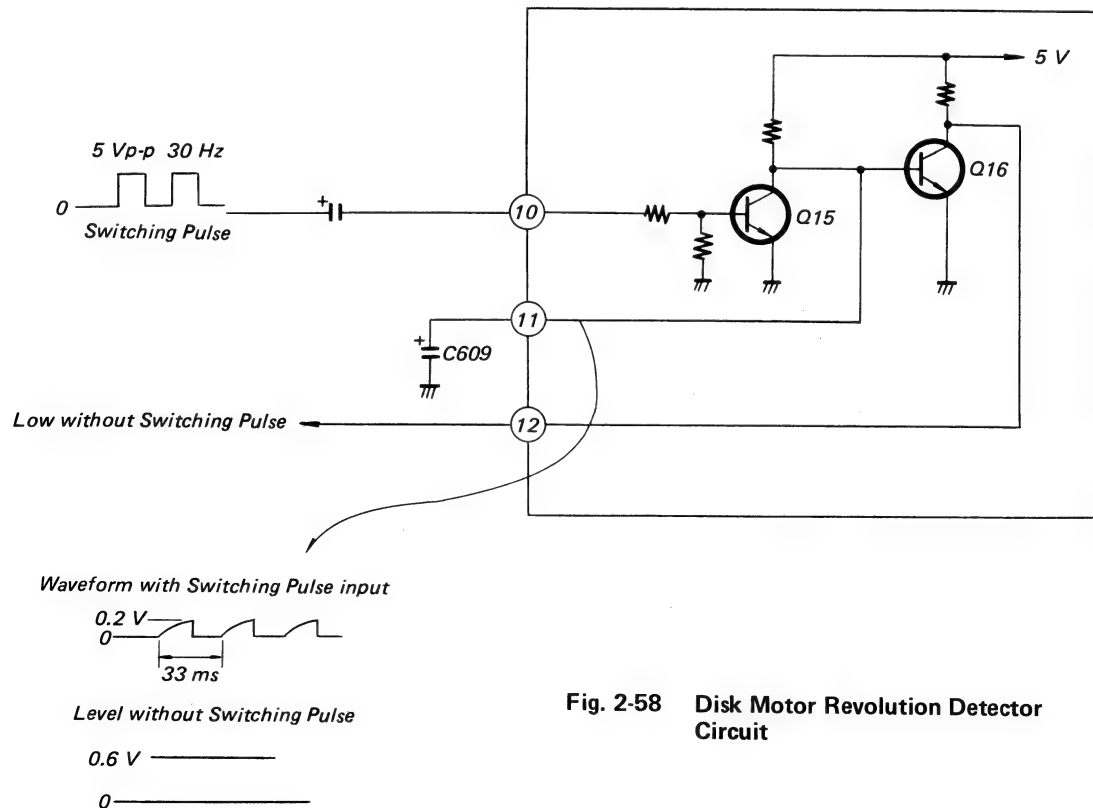 5 V
5 Vp-p 30 Hz
0
Switching Pulse
+
10
Q15
Q16
11
+
C609
Low without Switching Pulse
12
Waveform with Switching Pulse input
0.2 V
0
33 ms
Level without Switching Pulse
0.6 V
0
Fig. 2-58 Disk Motor Revolution Detector
Circuit